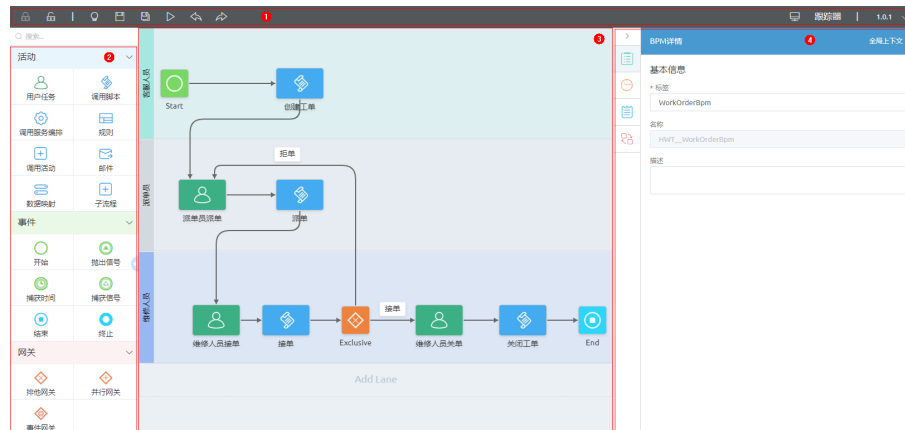 1
跟踪器
1.0.1
搜索...
活动
2
用户任务
调用脚本
调用服务编排
规则
调用活动
邮件
数据映射
子流程
事件
开始
抛出信号
捕获时间
捕获信号
结束
终止
网关
排他网关
并行网关
事件网关
3
客服人员
Start
创建工单
派单员
拒单
派单员派单
派单
维修人员
维修人员接单
接单
Exclusive
接单
维修人员关单
关闭工单
End
Add Lane
BPM详情
4
全局上下文
基本信息
* 标签
WorkOrderBpm
名称
HWT__WorkOrderBpm
描述